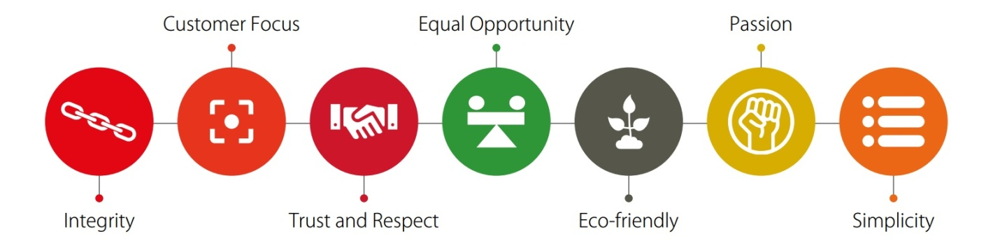 Customer Focus
Equal Opportunity
Passion
Integrity
Trust and Respect
Eco-friendly
Simplicity